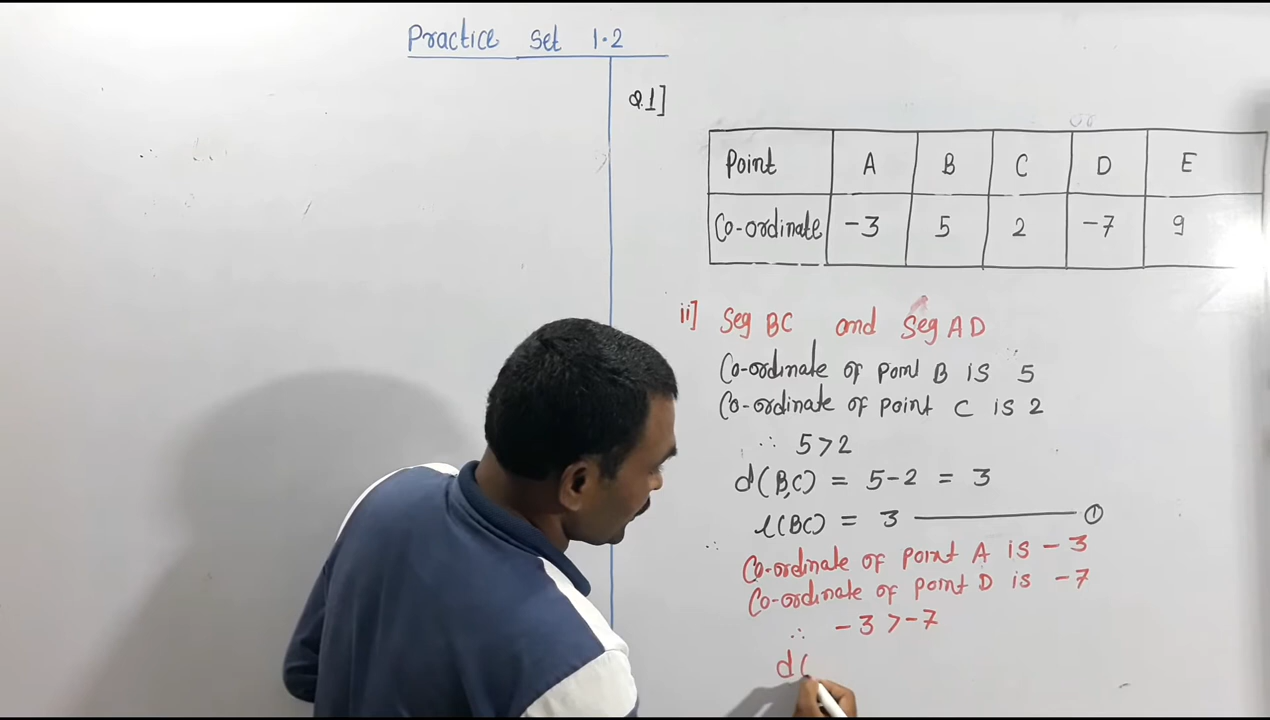 Practice Set 1.2
Q.1]
Point A B C D E
Co-ordinate -3 5 2 -7 9
ii] Seg BC and Seg AD
Co-ordinate of point B is 5
Co-ordinate of point C is 2
∴ 5 > 2
d(B,C) = 5-2 = 3
∴ l(BC) = 3 ——— ①
Co-ordinate of point A is -3
Co-ordinate of point D is -7
∴ -3 > -7
d(